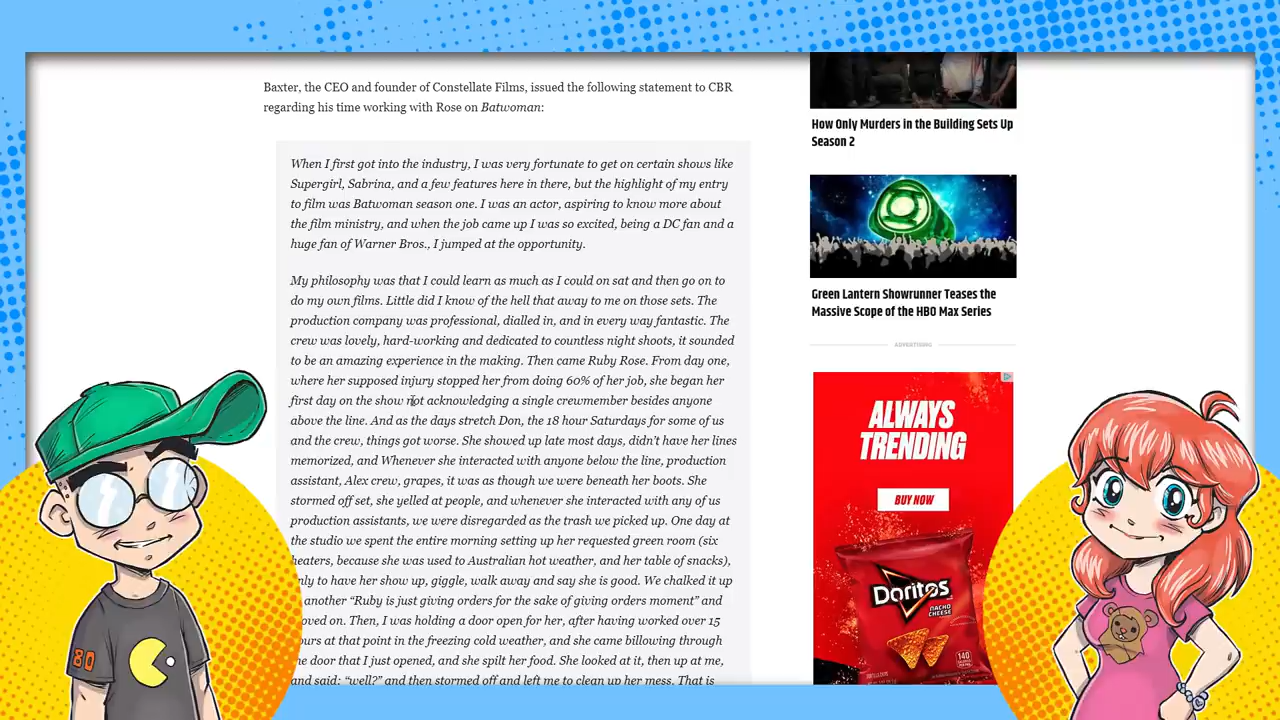 Baxter, the CEO and founder of Constellate Films, issued the following statement to CBR
regarding his time working with Rose on Batwoman:
When I first got into the industry, I was very fortunate to get on certain shows like
Supergirl, Sabrina, and a few features here in there, but the highlight of my entry
to film was Batwoman season one. I was an actor, aspiring to know more about
the film ministry, and when the job came up I was so excited, being a DC fan and a
huge fan of Warner Bros., I jumped at the opportunity.
My philosophy was that I could learn as much as I could on sat and then go on to
do my own films. Little did I know of the hell that away to me on those sets. The
production company was professional, dialled in, and in every way fantastic. The
crew was lovely, hard-working and dedicated to countless night shoots, it sounded
to be an amazing experience in the making. Then came Ruby Rose. From day one,
where her supposed injury stopped her from doing 60% of her job, she began her
first day on the show not acknowledging a single crewmember besides anyone
above the line. And as the days stretch Don, the 18 hour Saturdays for some of us
and the crew, things got worse. She showed up late most days, didn't have her lines
memorized, and Whenever she interacted with anyone below the line, production
assistant, Alex crew, grapes, it was as though we were beneath her boots. She
stormed off set, she yelled at people, and whenever she interacted with any of us
production assistants, we were disregarded as the trash we picked up. One day at
the studio we spent the entire morning setting up her requested green room (six
heaters, because she was used to Australian hot weather, and her table of snacks),
only to have her show up, giggle, walk away and say she is good. We chalked it up
another “Ruby is just giving orders for the sake of giving orders moment” and
moved on. Then, I was holding a door open for her, after having worked over 15
hours at that point in the freezing cold weather, and she came billowing through
the door that I just opened, and she spilt her food. She looked at it, then up at me,
and said: “well?” and then stormed off and left me to clean up her mess. That is
How Only Murders in the Building Sets Up
Season 2
Green Lantern Showrunner Teases the
Massive Scope of the HBO Max Series
ADVERTISING
ALWAYS
TRENDING
BUY NOW
Doritos
NACHO
CHEESE
140
80